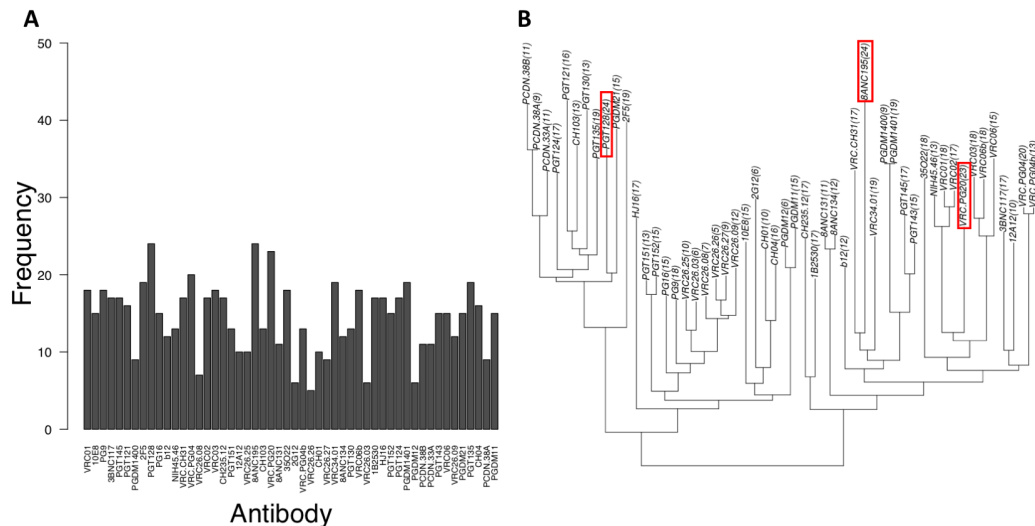 A
50
40
30
20
10
0
Frequency
VRC01
10E8
PG9
3BNC117
PGT145
PGT121
PGDM1400
2F5
PGT128
PG16
b12
NIH45.46
VRC.CH31
VRC.PG04
VRC26.08
VRC02
VRC03
CH235.12
PGT151
12A12
VRC26.25
8ANC195
CH103
VRC.PG20
8ANC131
35O22
2G12
VRC.PG04b
VRC26.26
CH01
VRC26.27
VRC34.01
8ANC134
PGT130
VRC06b
VRC26.03
1B2530
HJ16
PGT152
PGT124
PGDM1401
PGDM12
PCDN.38B
PCDN.33A
PGT143
VRC06
VRC26.09
PGDM21
PGT135
CH04
PCDN.38A
PGDM11
Antibody
B
PCDN.38B(11)
PCDN.38A(9)
PCDN.33A(11)
PGT124(17)
PGT121(16)
CH103(13)
PGT130(13)
PGT135(19)
PGT128(24)
PGDM21(15)
2F5(19)
HJ16(17)
PGT151(13)
PGT152(15)
PG16(15)
PG9(18)
VRC26.25(10)
VRC26.03(6)
VRC26.08(7)
VRC26.26(5)
VRC26.27(9)
VRC26.09(12)
10E8(15)
2G12(6)
CH01(10)
CH04(16)
PGDM12(6)
PGDM11(15)
CH235.12(17)
1B2530(17)
8ANC131(11)
8ANC134(12)
b12(12)
VRC.CH31(17)
8ANC195(24)
VRC34.01(19)
PGDM1400(9)
PGDM1401(19)
PGT145(17)
PGT143(15)
35O22(18)
NIH45.46(13)
VRC01(18)
VRC02(17)
VRC.PG20(23)
VRC03(18)
VRC06b(18)
VRC06(15)
3BNC117(17)
12A12(10)
VRC.PG04(20)
VRC.PG04b(13)